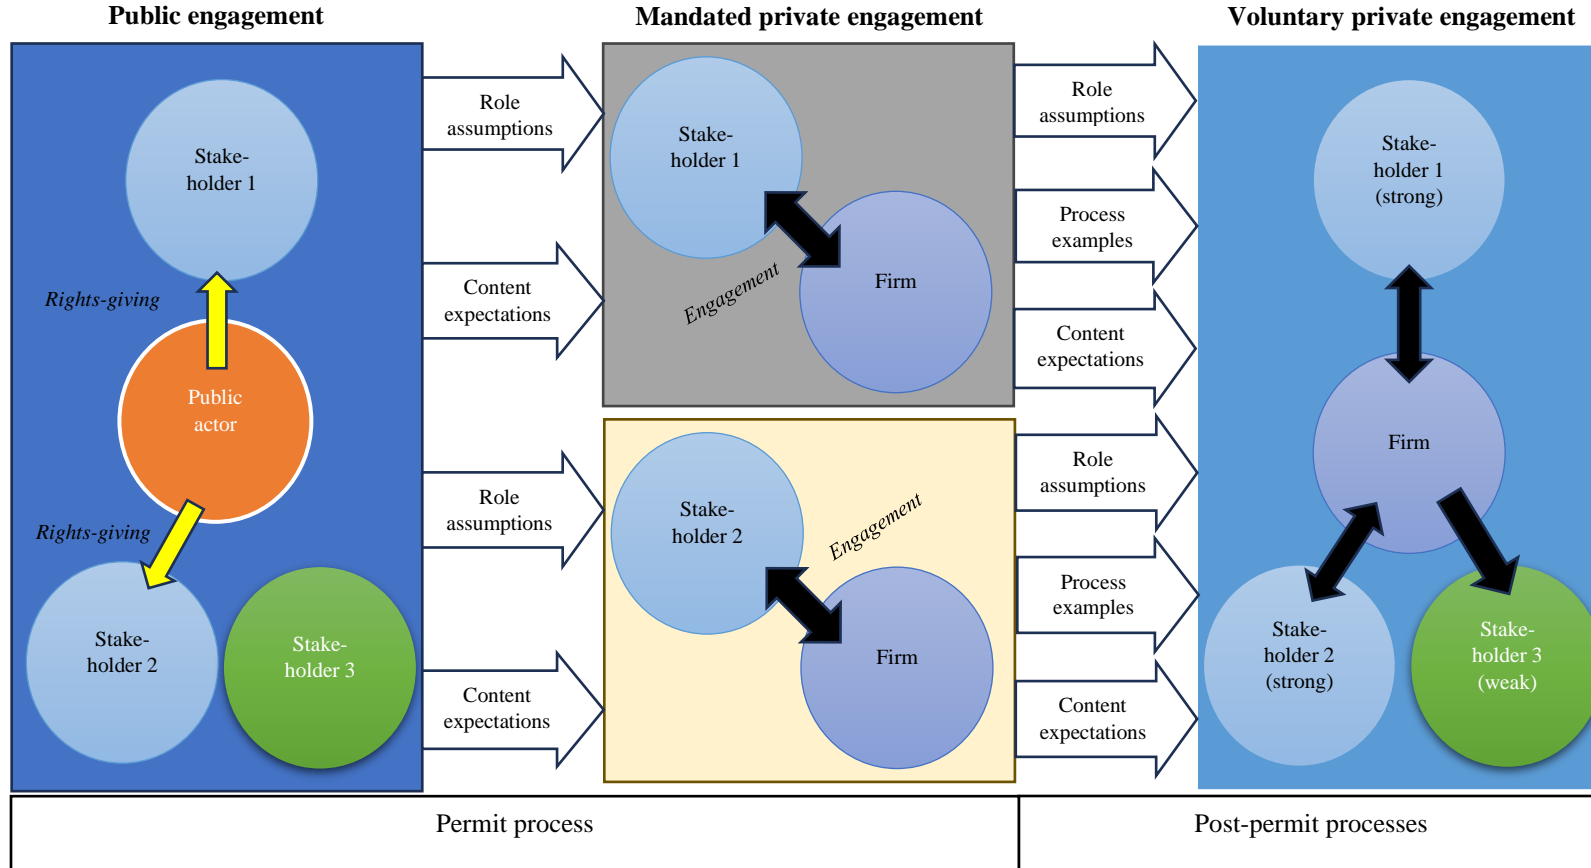 Public engagement
Mandated private engagement
Voluntary private engagement
Stake-
holder 1
Rights-giving
Public
actor
Rights-giving
Stake-
holder 2
Stake-
holder 3
Role
assumptions
Content
expectations
Role
assumptions
Content
expectations
Stake-
holder 1
Engagement
Firm
Stake-
holder 2
Engagement
Firm
Role
assumptions
Process
examples
Content
expectations
Role
assumptions
Process
examples
Content
expectations
Stake-
holder 1
(strong)
Firm
Stake-
holder 2
(strong)
Stake-
holder 3
(weak)
Permit process
Post-permit processes